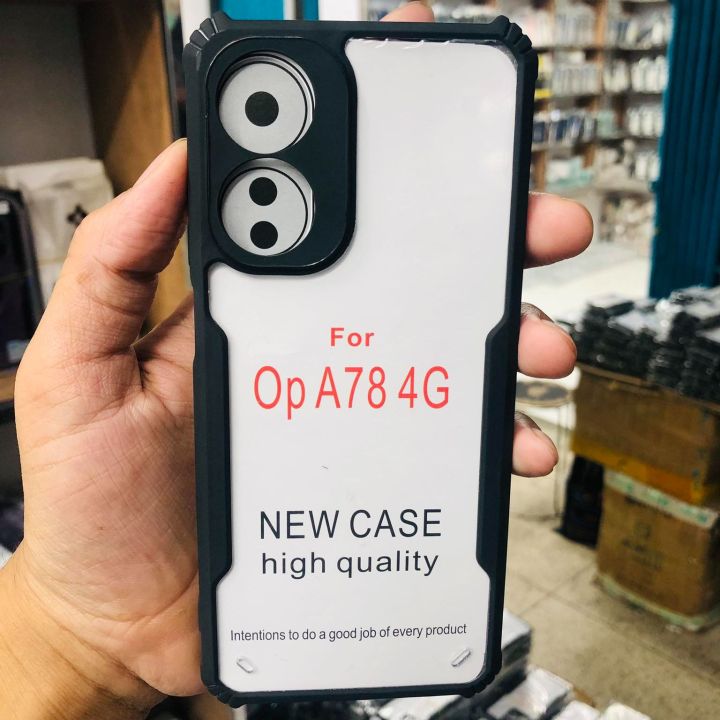 For
Op A78 4G
NEW CASE
high quality
Intentions to do a good job of every product